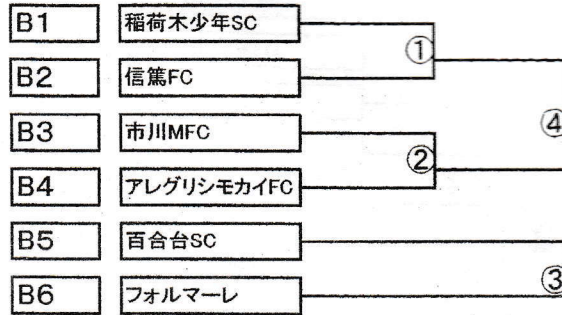 B1 稲荷木少年SC
①
B2 信篤FC
B3 市川MFC
④
②
B4 アレグリシモカイFC
B5 百合台SC
③
B6 フォルマーレ